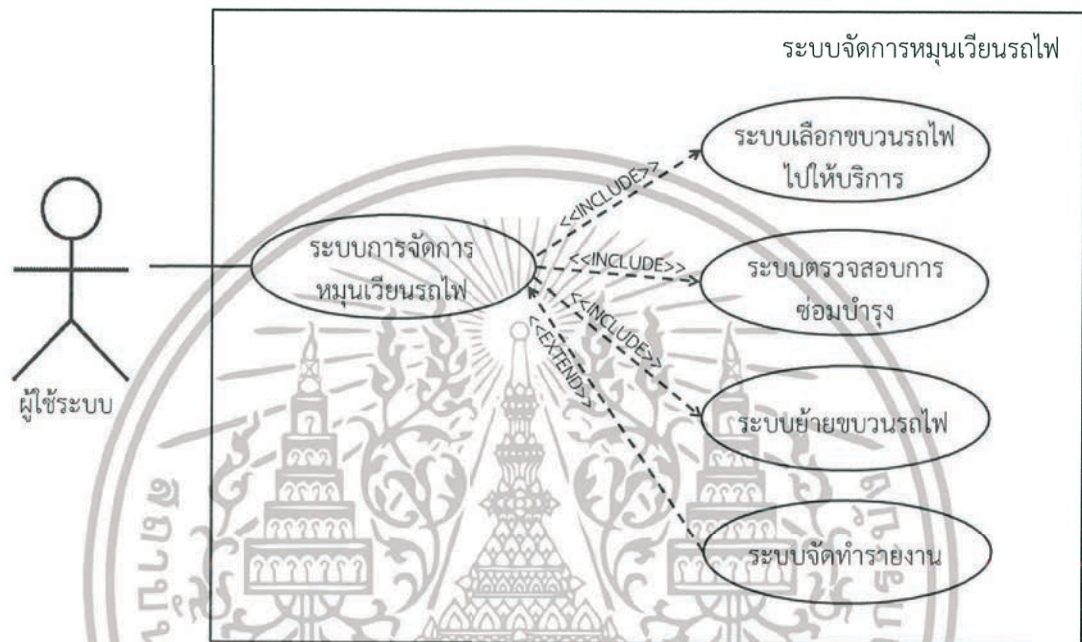 ระบบจัดการหมุนเวียนรถไฟ
ระบบเลือกขบวนรถไฟ
ไปให้บริการ
<<INCLUDE>>
ระบบการจัดการ
หมุนเวียนรถไฟ
<<INCLUDE>>
ระบบตรวจสอบการ
ซ่อมบำรุง
<<INCLUDE>>
<<EXTEND>>
ผู้ใช้ระบบ
ระบบย้ายขบวนรถไฟ
ระบบจัดทำรายงาน